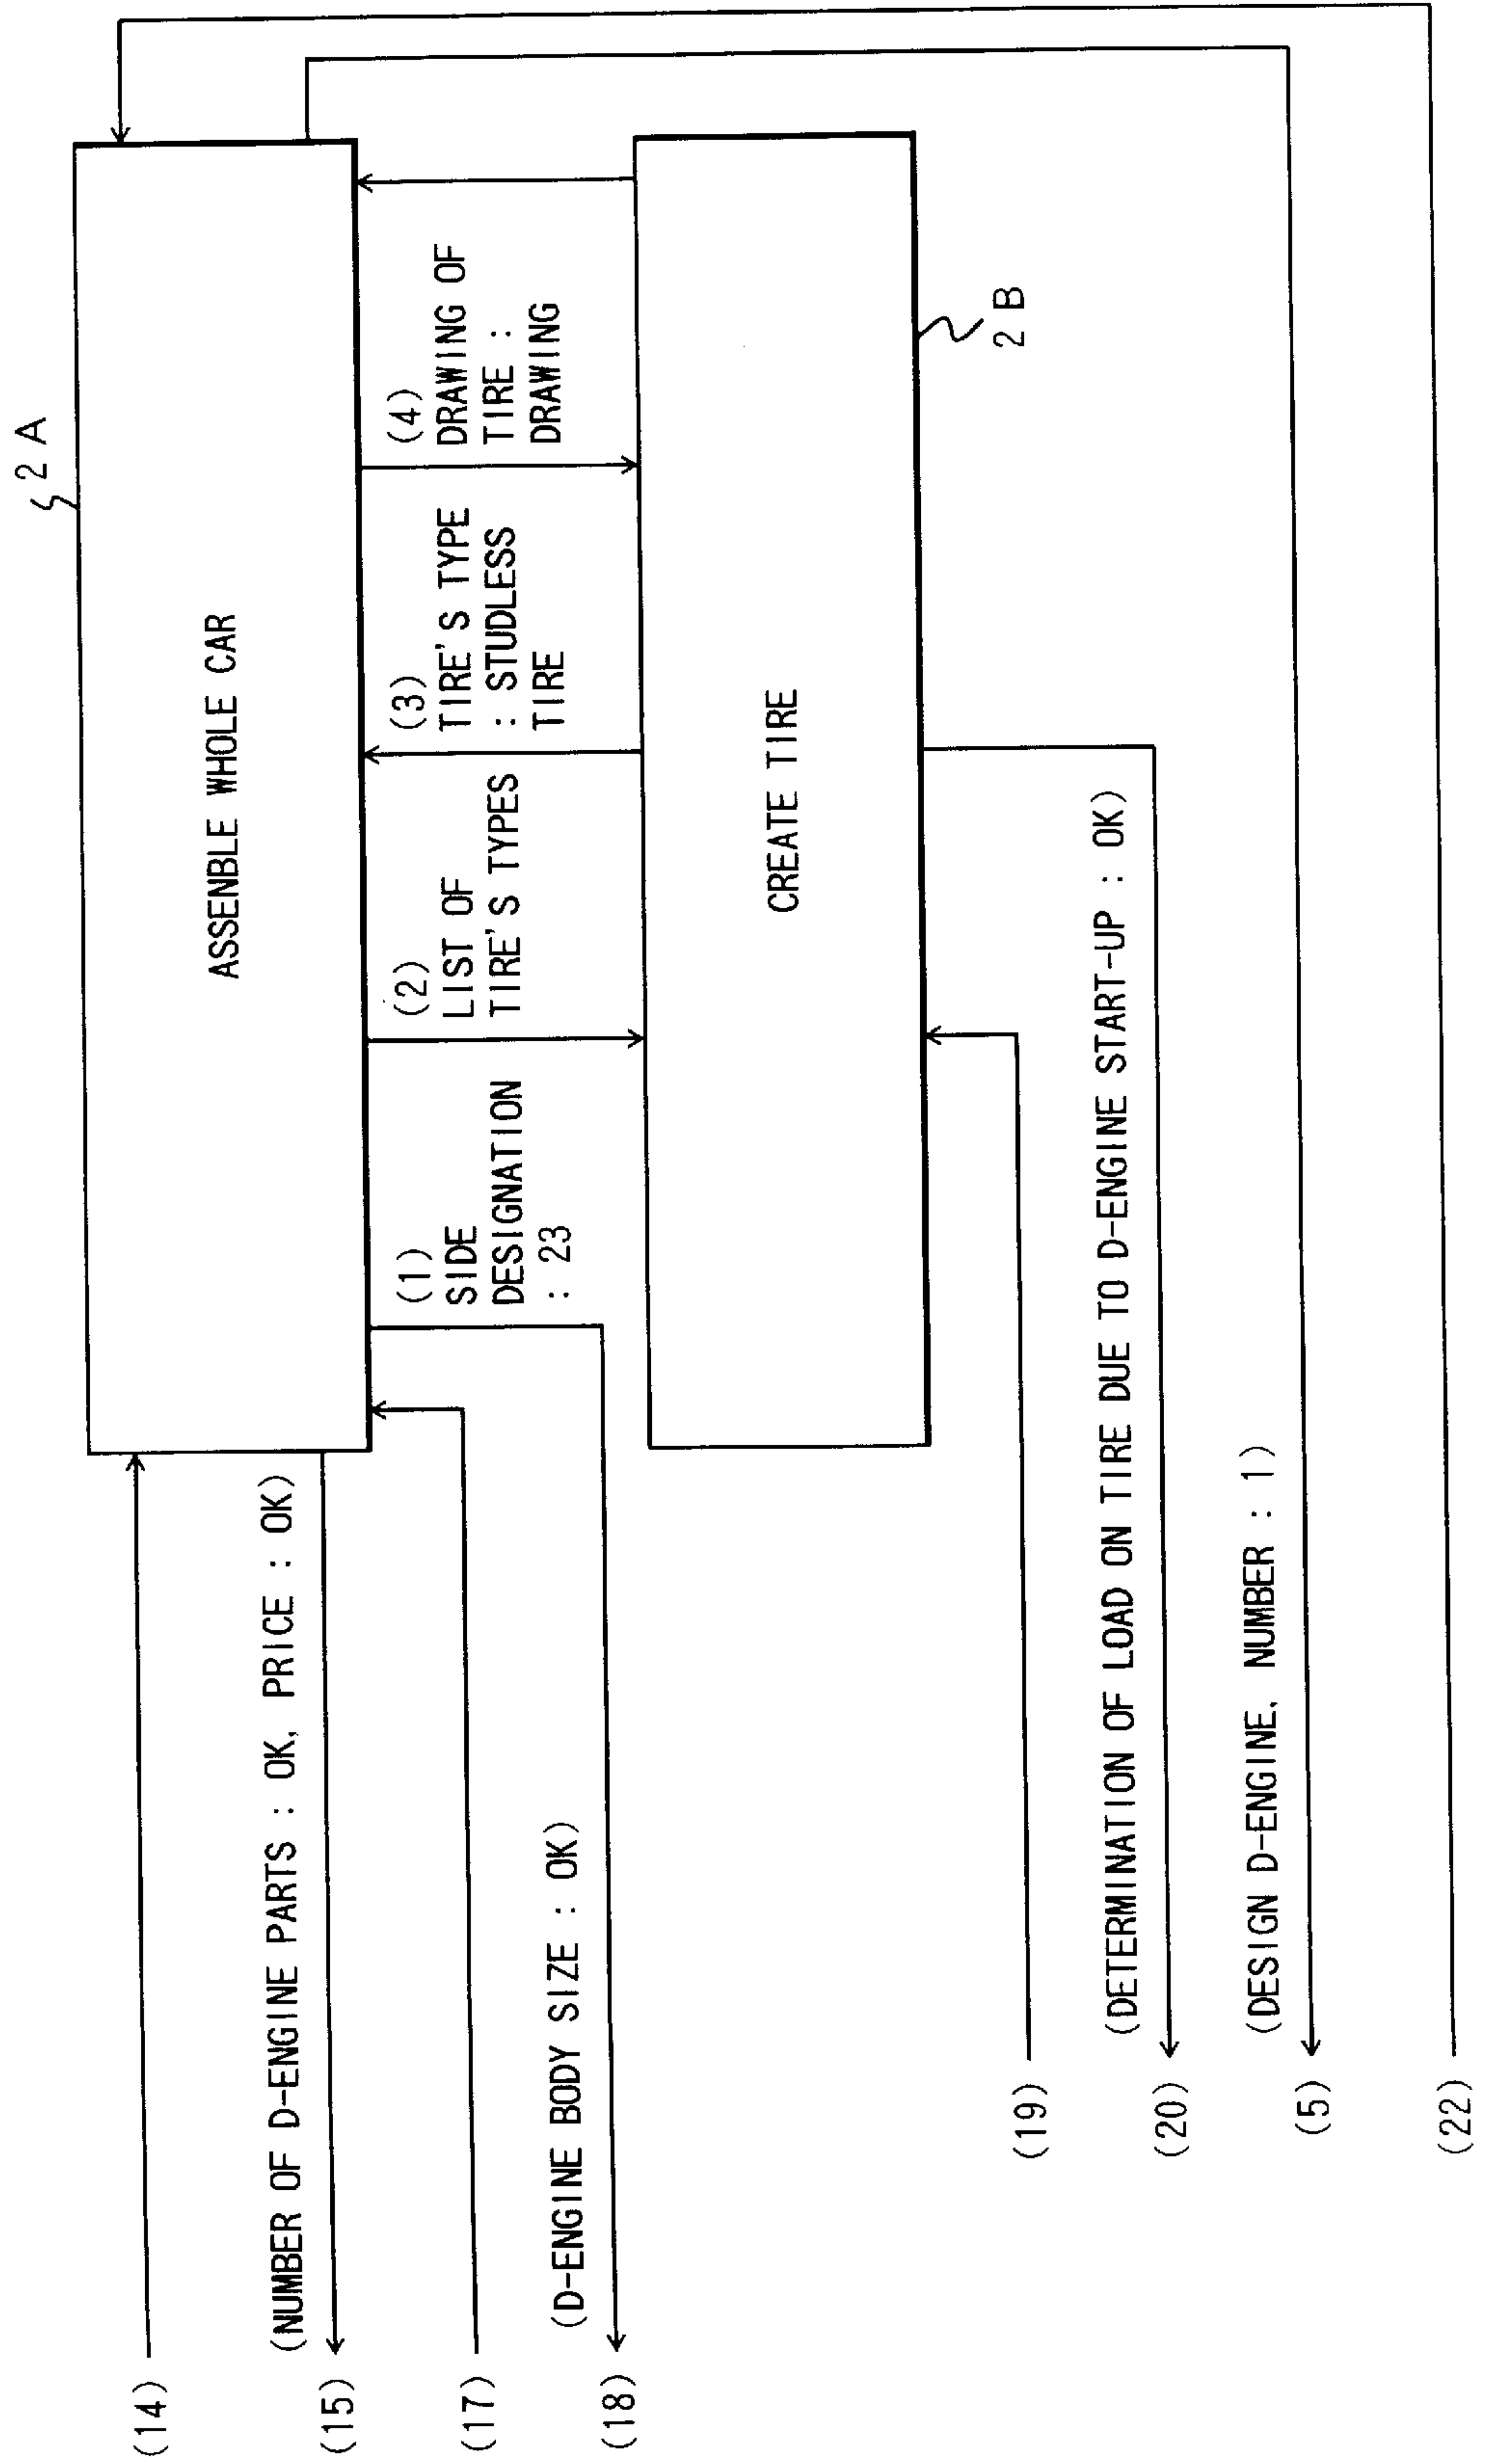 2 A
ASSENBLE WHOLE CAR
(1)
SIDE
DESIGNATION
: 23
(2)
LIST OF
TIRE'S TYPES
(3)
TIRE'S TYPE
: STUDLESS
TIRE
(4)
DRAWING OF
TIRE :
DRAWING
CREATE TIRE
2 B
(14)
(NUMBER OF D-ENGINE PARTS : OK, PRICE : OK)
(15)
(17)
(D-ENGINE BODY SIZE : OK)
(18)
(19)
(DETERMINATION OF LOAD ON TIRE DUE TO D-ENGINE START-UP : OK)
(20)
(DESIGN D-ENGINE, NUMBER : 1)
(5)
(22)